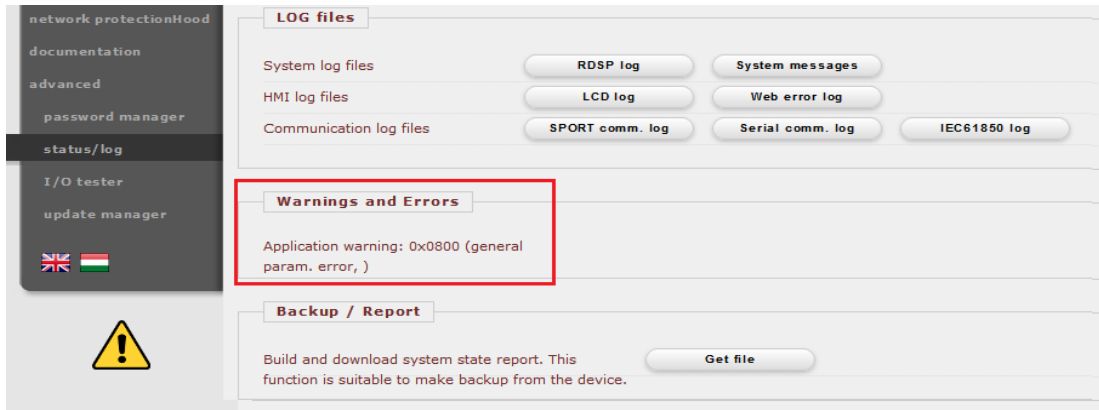 network protectionHood
documentation
advanced
password manager
status/log
I/O tester
update manager
LOG files
System log files RDSP log System messages
HMI log files LCD log Web error log
Communication log files SPORT comm. log Serial comm. log IEC61850 log
Warnings and Errors
Application warning: 0x0800 (general
param. error, )
Backup / Report
Build and download system state report. This Get file
function is suitable to make backup from the device.